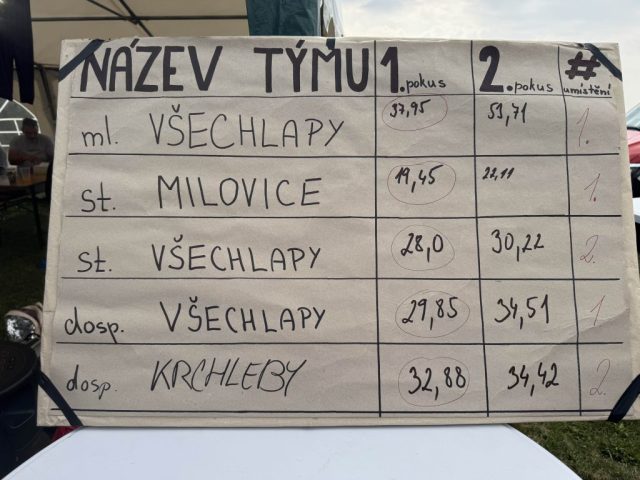 NÁZEV TÝMU 1. pokus 2. pokus # umístění
ml. VŠECHLAPY 37,95 53,71 1.
st. MILOVICE 19,45 22,11 1.
st. VŠECHLAPY 28,0 30,22 2.
dosp. VŠECHLAPY 29,85 34,51 1
dosp. KRCHLEBY 32,88 34,42 2.